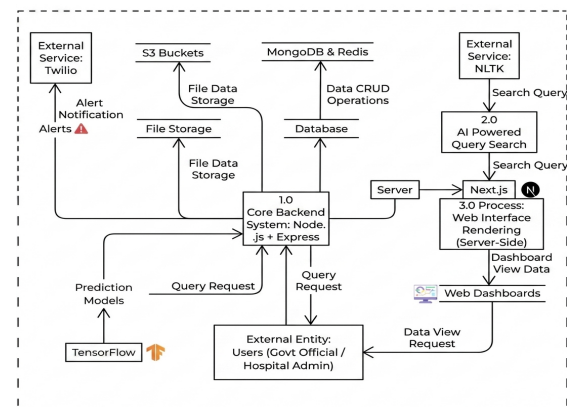 External
Service:
Twilio
S3 Buckets
MongoDB & Redis
External
Service:
NLTK
File Data
Storage
Data CRUD
Operations
Search Query
Alert
Notification
Alerts
File Storage
Database
2.0
AI Powered
Query Search
File Data
Storage
Search Query
Server
Next.js
N
1.0
Core Backend
System: Node.
.js + Express
3.0 Process:
Web Interface
Rendering
(Server-Side)
Dashboard
View Data
Prediction
Models
Query Request
Query
Request
Web Dashboards
TensorFlow
External Entity:
Users (Govt Official /
Hospital Admin)
Data View
Request